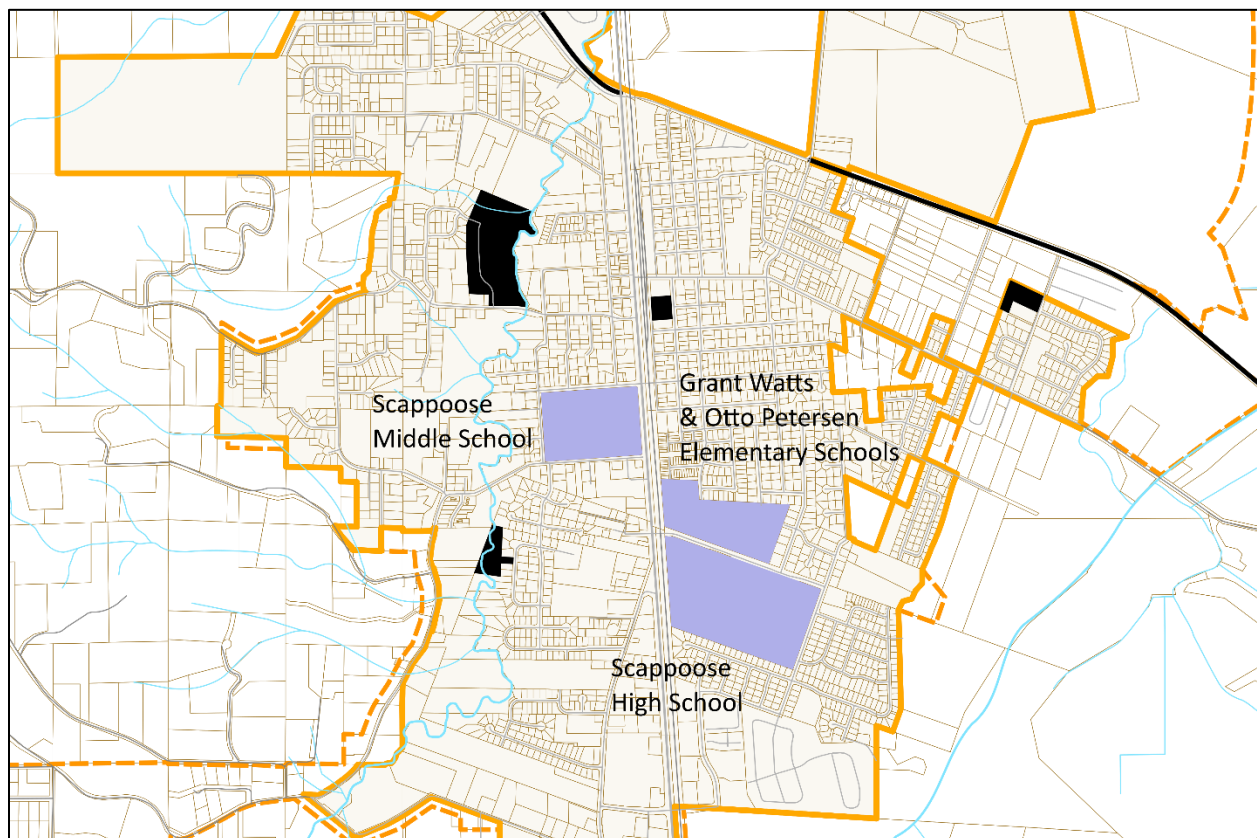 Scappoose
Middle School
Grant Watts
& Otto Petersen
Elementary Schools
Scappoose
High School